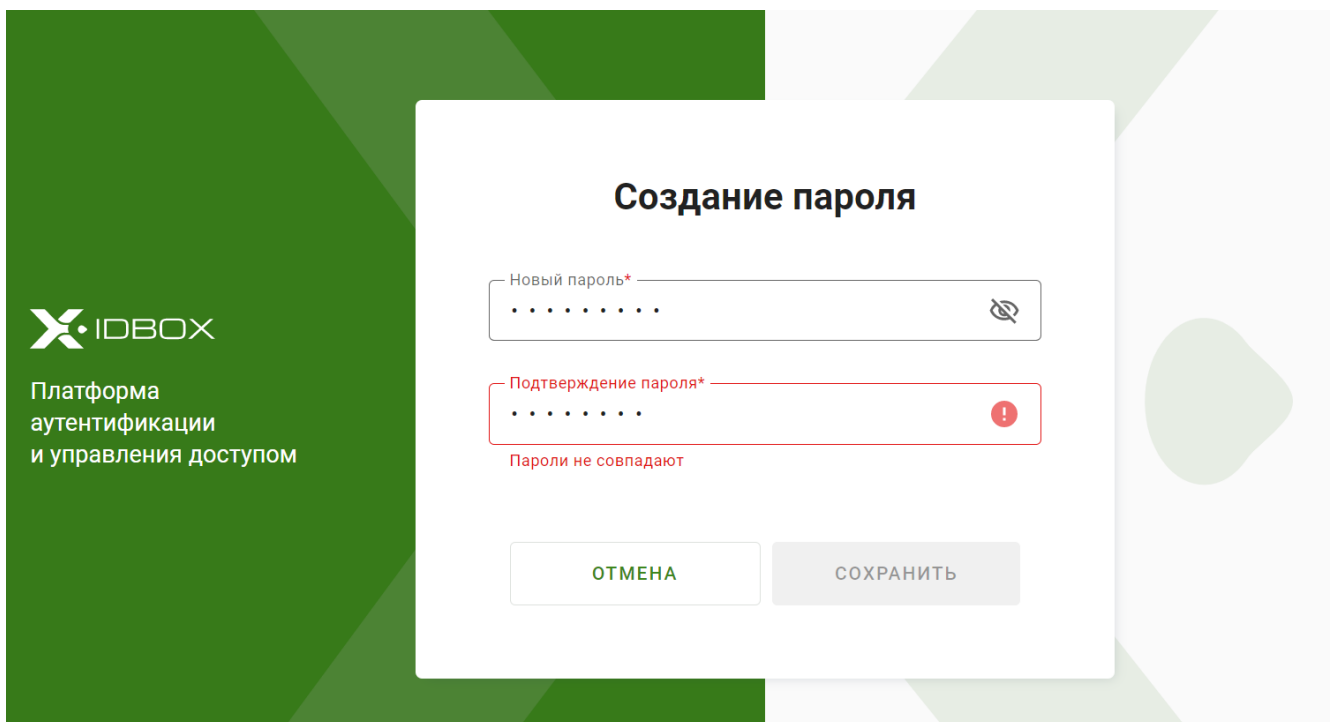 Создание пароля
Новый пароль*
•••••••••
Подтверждение пароля*
••••••••
Пароли не совпадают
ОТМЕНА
СОХРАНИТЬ
IDBOX
Платформа
аутентификации
и управления доступом